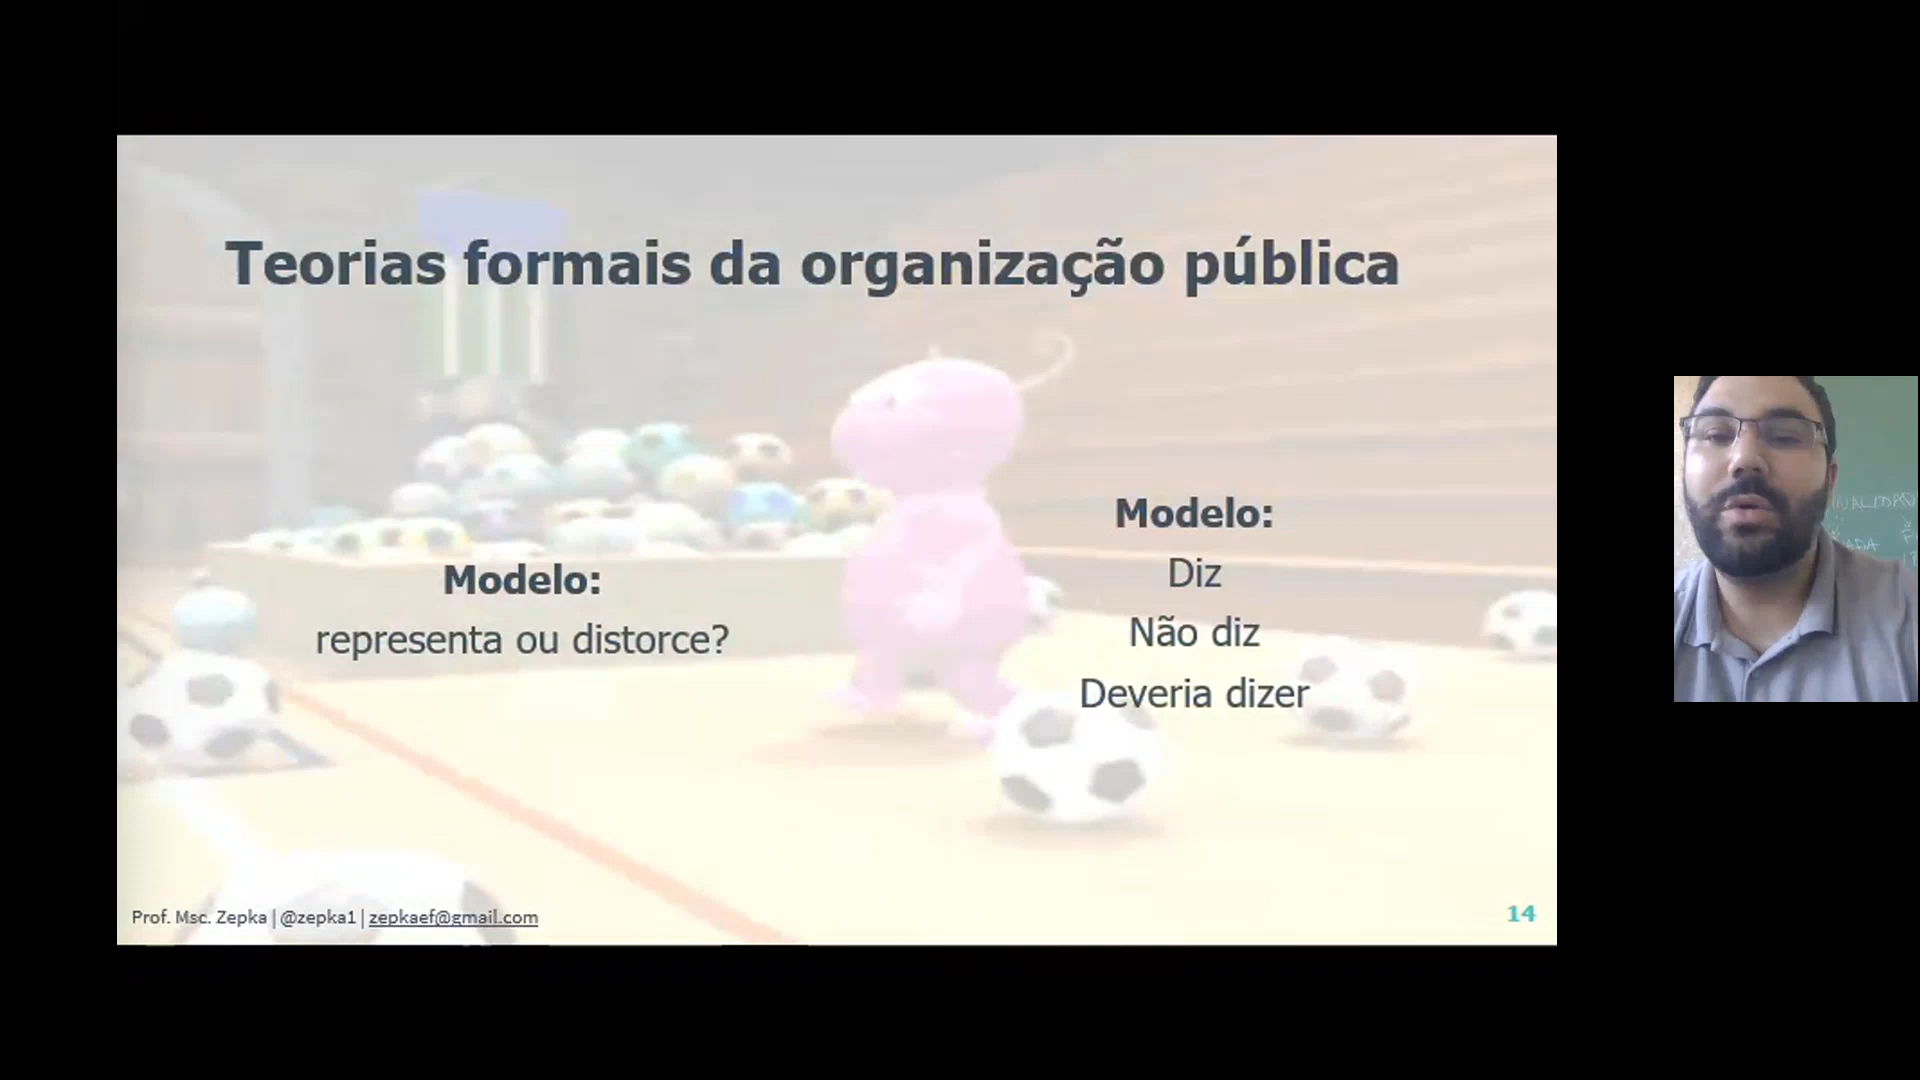 Teorias formais da organização pública
Modelo:
representa ou distorce?
Modelo:
Diz
Não diz
Deveria dizer
Prof. Msc. Zepka | @zepka1 | zepkaef@gmail.com
14